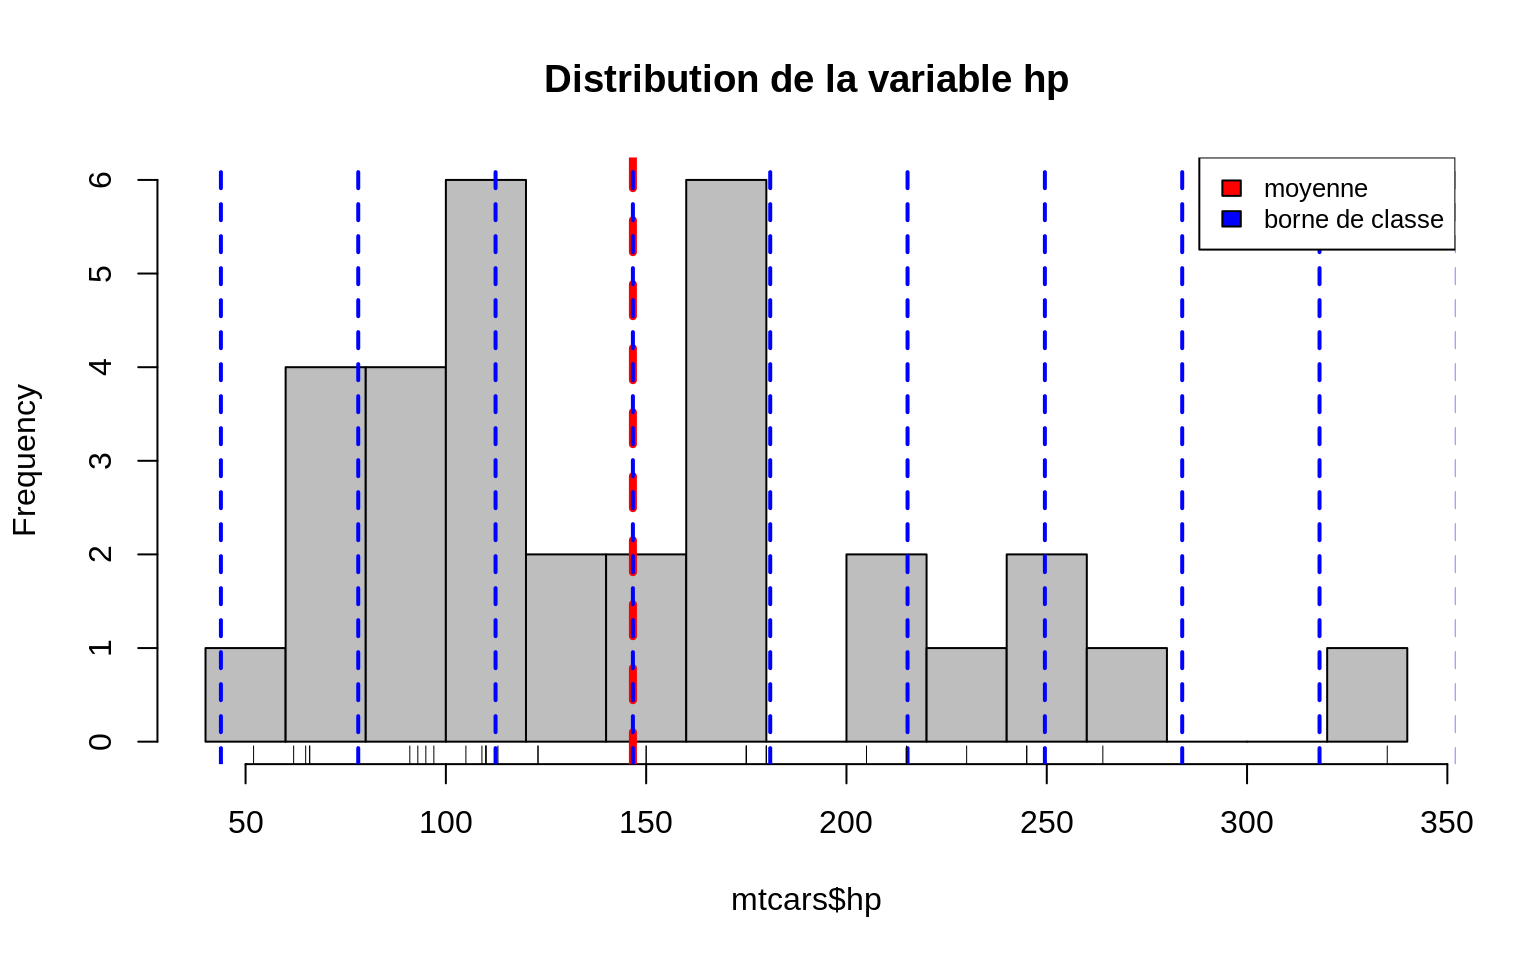 Distribution de la variable hp
moyenne
borne de classe
6
5
4
3
2
1
0
Frequency
50 100 150 200 250 300 350
mtcars$hp